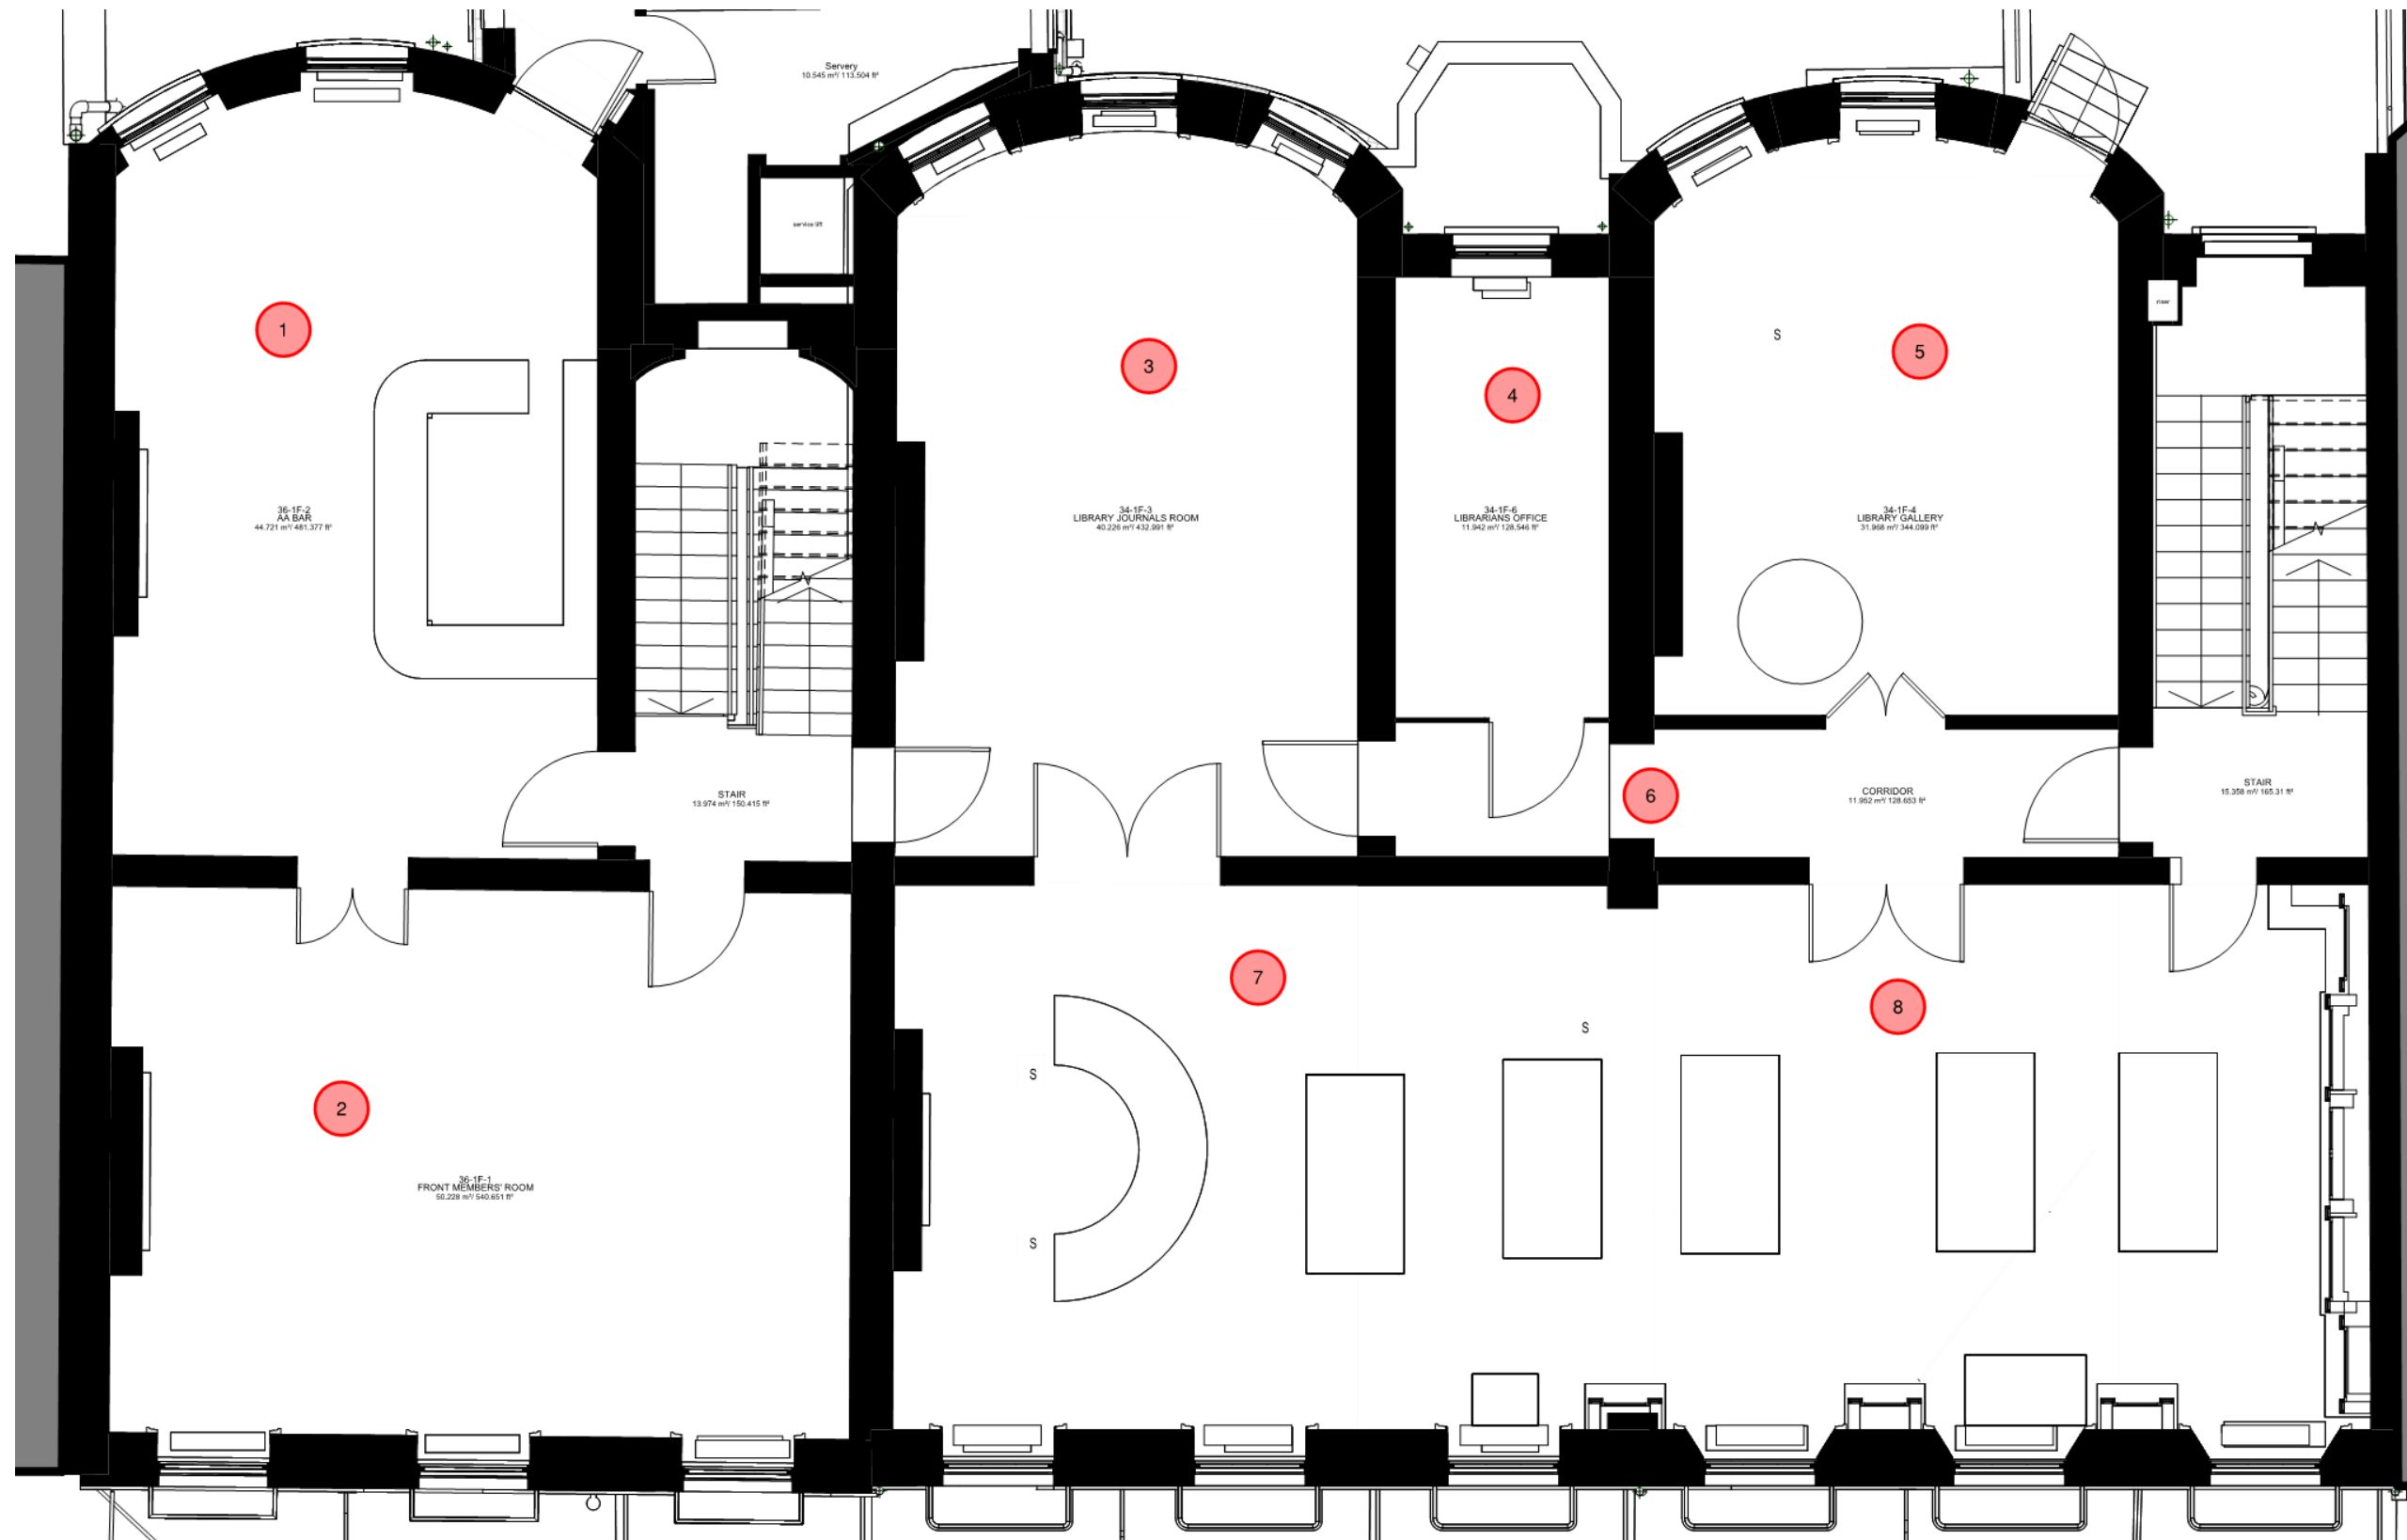 Servery
10.545 m²/ 113.504 ft²
service lift
riser
1
3
4
5
S
36-1F-2
AA BAR
44.721 m²/ 481.377 ft²
34-1F-3
LIBRARY JOURNALS ROOM
40.226 m²/ 432.991 ft²
34-1F-6
LIBRARIANS OFFICE
11.942 m²/ 128.546 ft²
34-1F-4
LIBRARY GALLERY
31.968 m²/ 344.099 ft²
STAIR
13.974 m²/ 150.415 ft²
6
CORRIDOR
11.952 m²/ 128.653 ft²
STAIR
15.358 m²/ 165.31 ft²
7
8
S
S
2
36-1F-1
FRONT MEMBERS' ROOM
50.228 m²/ 540.651 ft²
S